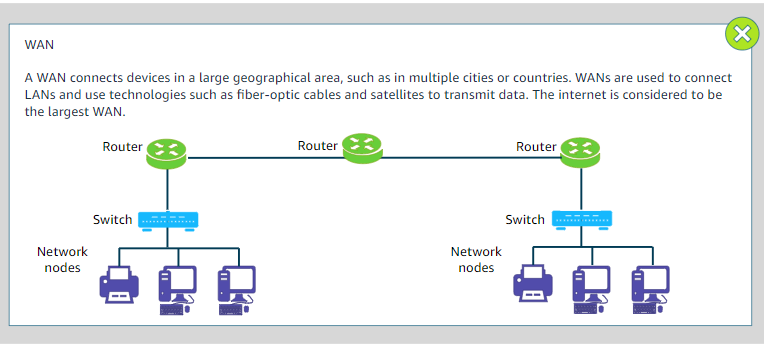 WAN
A WAN connects devices in a large geographical area, such as in multiple cities or countries. WANs are used to connect
LANs and use technologies such as fiber-optic cables and satellites to transmit data. The internet is considered to be
the largest WAN.
Router
Router
Router
Switch
Switch
Network
nodes
Network
nodes